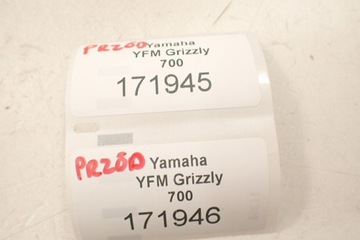 PRZÓD Yamaha
YFM Grizzly
700
171945
PRZÓD Yamaha
YFM Grizzly
700
171946